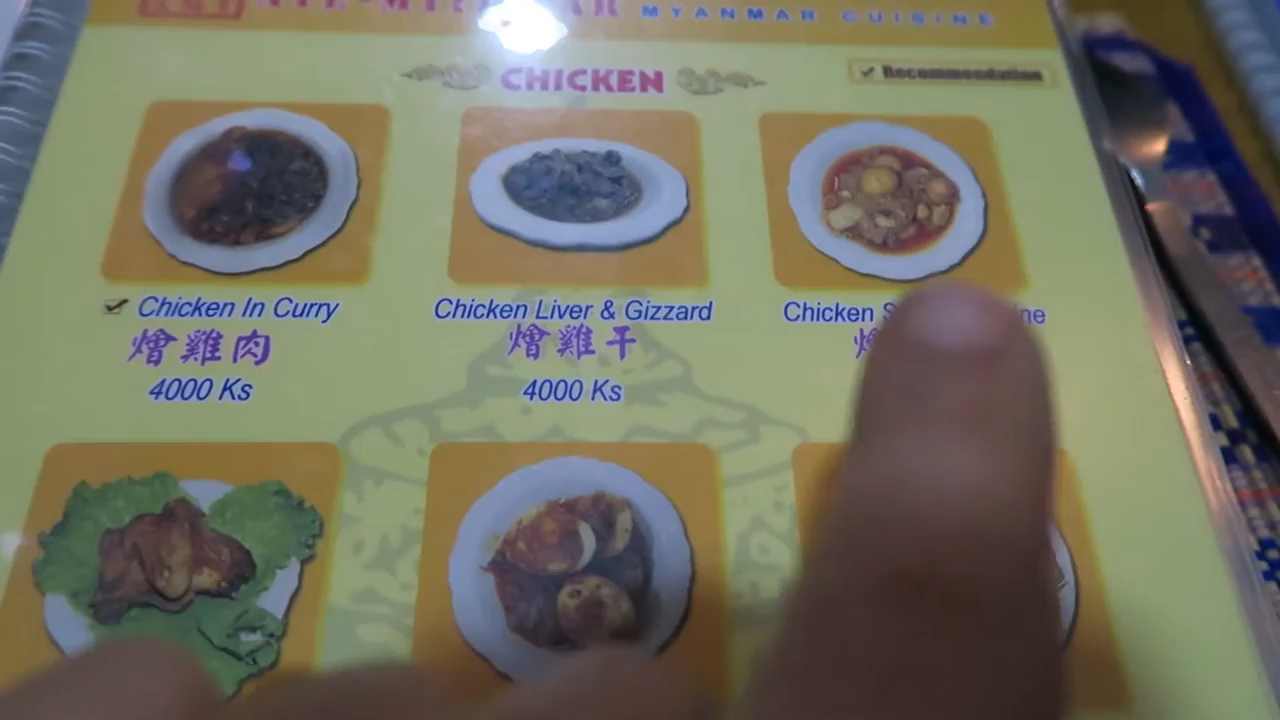 MYANMAR CUISINE
CHICKEN
Recommendation
Chicken In Curry
燴雞肉
4000 Ks
Chicken Liver & Gizzard
燴雞干
4000 Ks
Chicken
燴